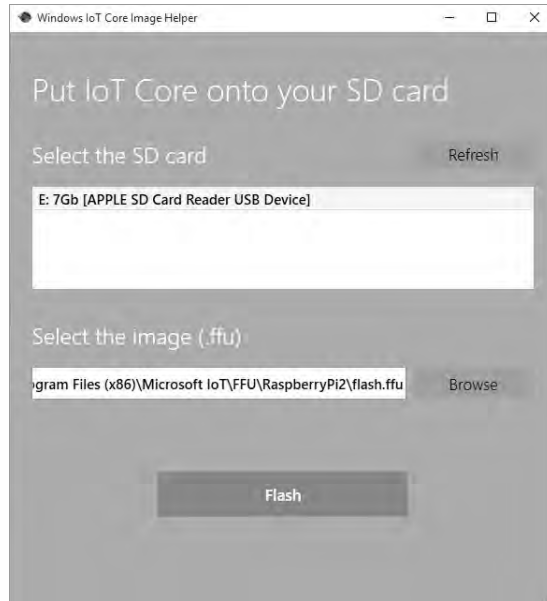 Windows IoT Core Image Helper
Put IoT Core onto your SD card
Select the SD card
Refresh
E: 7Gb [APPLE SD Card Reader USB Device]
Select the image (.ffu)
ogram Files (x86)\Microsoft IoT\FFU\RaspberryPi2\flash.ffu
Browse
Flash